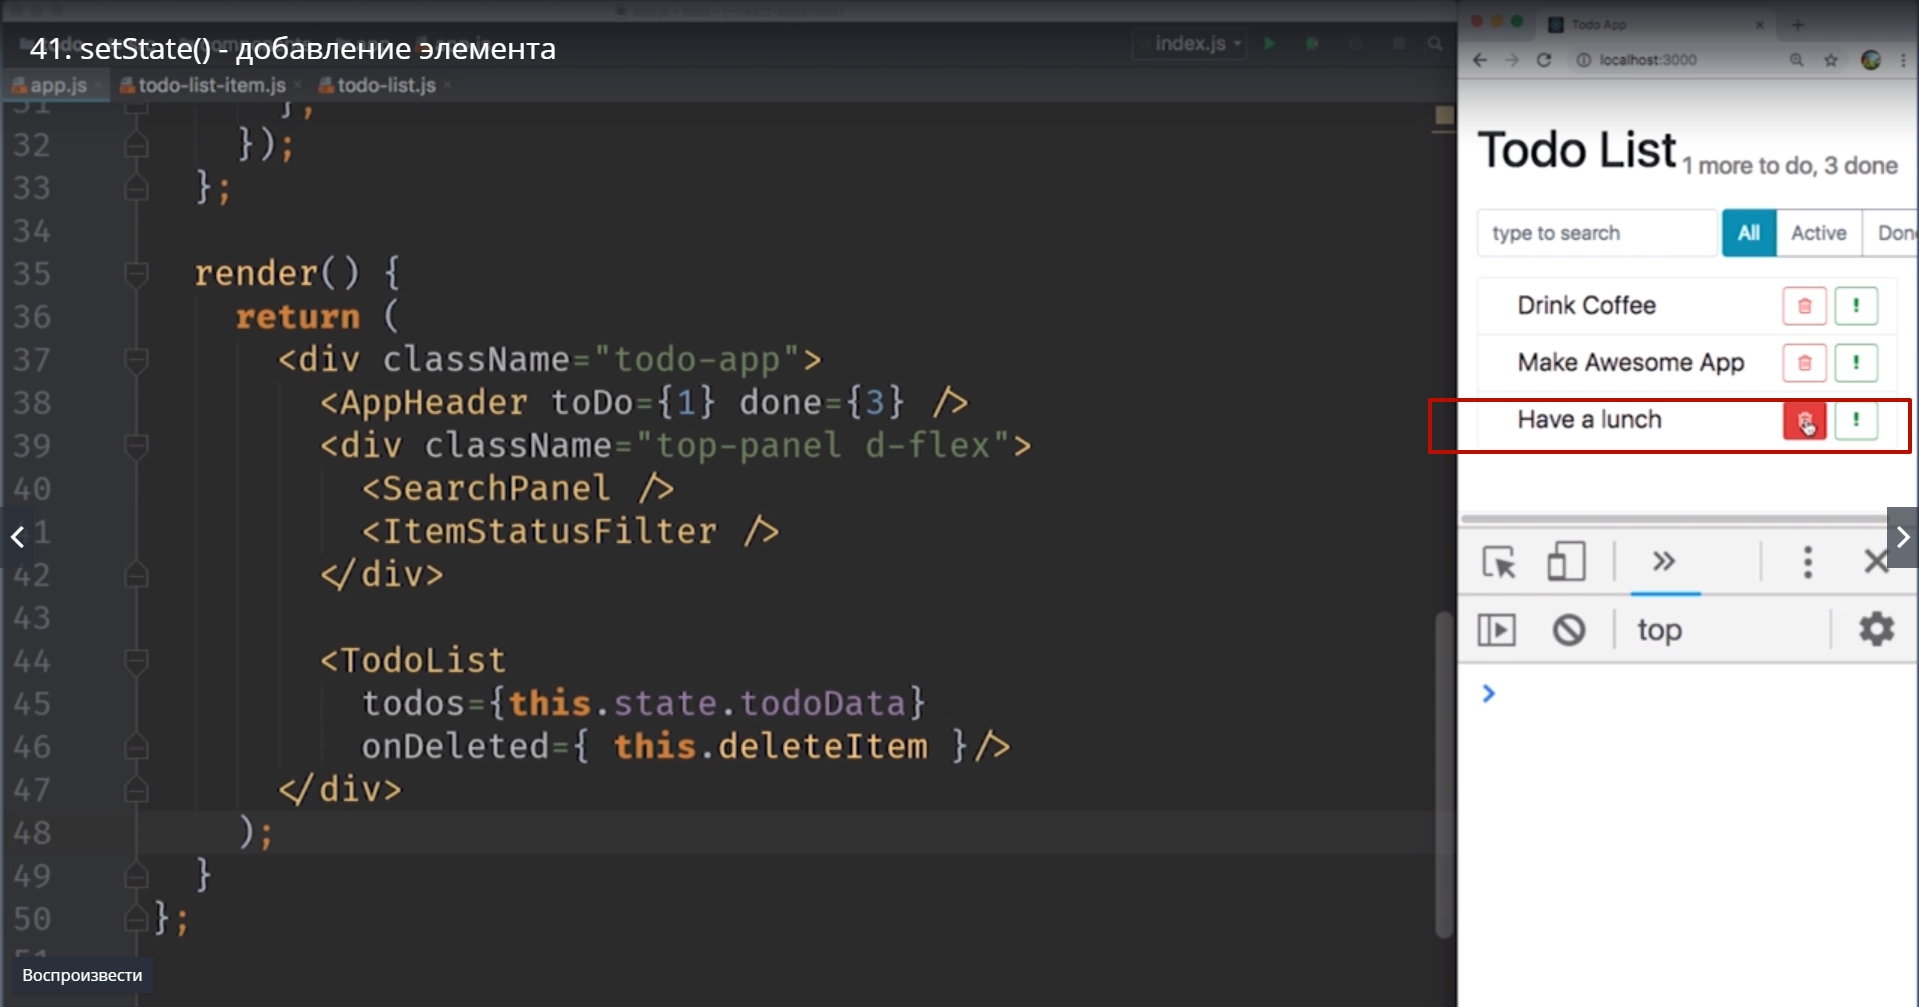 41. setState() - добавление элемента
index.js
app.js
todo-list-item.js
todo-list.js
31 },
32 });
33 };
34
35 render() {
36 return (
37 <div className="todo-app">
38 <AppHeader toDo={1} done={3} />
39 <div className="top-panel d-flex">
40 <SearchPanel />
1 <ItemStatusFilter />
42 </div>
43
44 <TodoList
45 todos={this.state.todoData}
46 onDeleted={ this.deleteItem }/>
47 </div>
48 );
49 }
50 };
51
Воспроизвести
Todo App
localhost:3000
Todo List 1 more to do, 3 done
type to search
All
Active
Done
Drink Coffee
Make Awesome App
Have a lunch
top